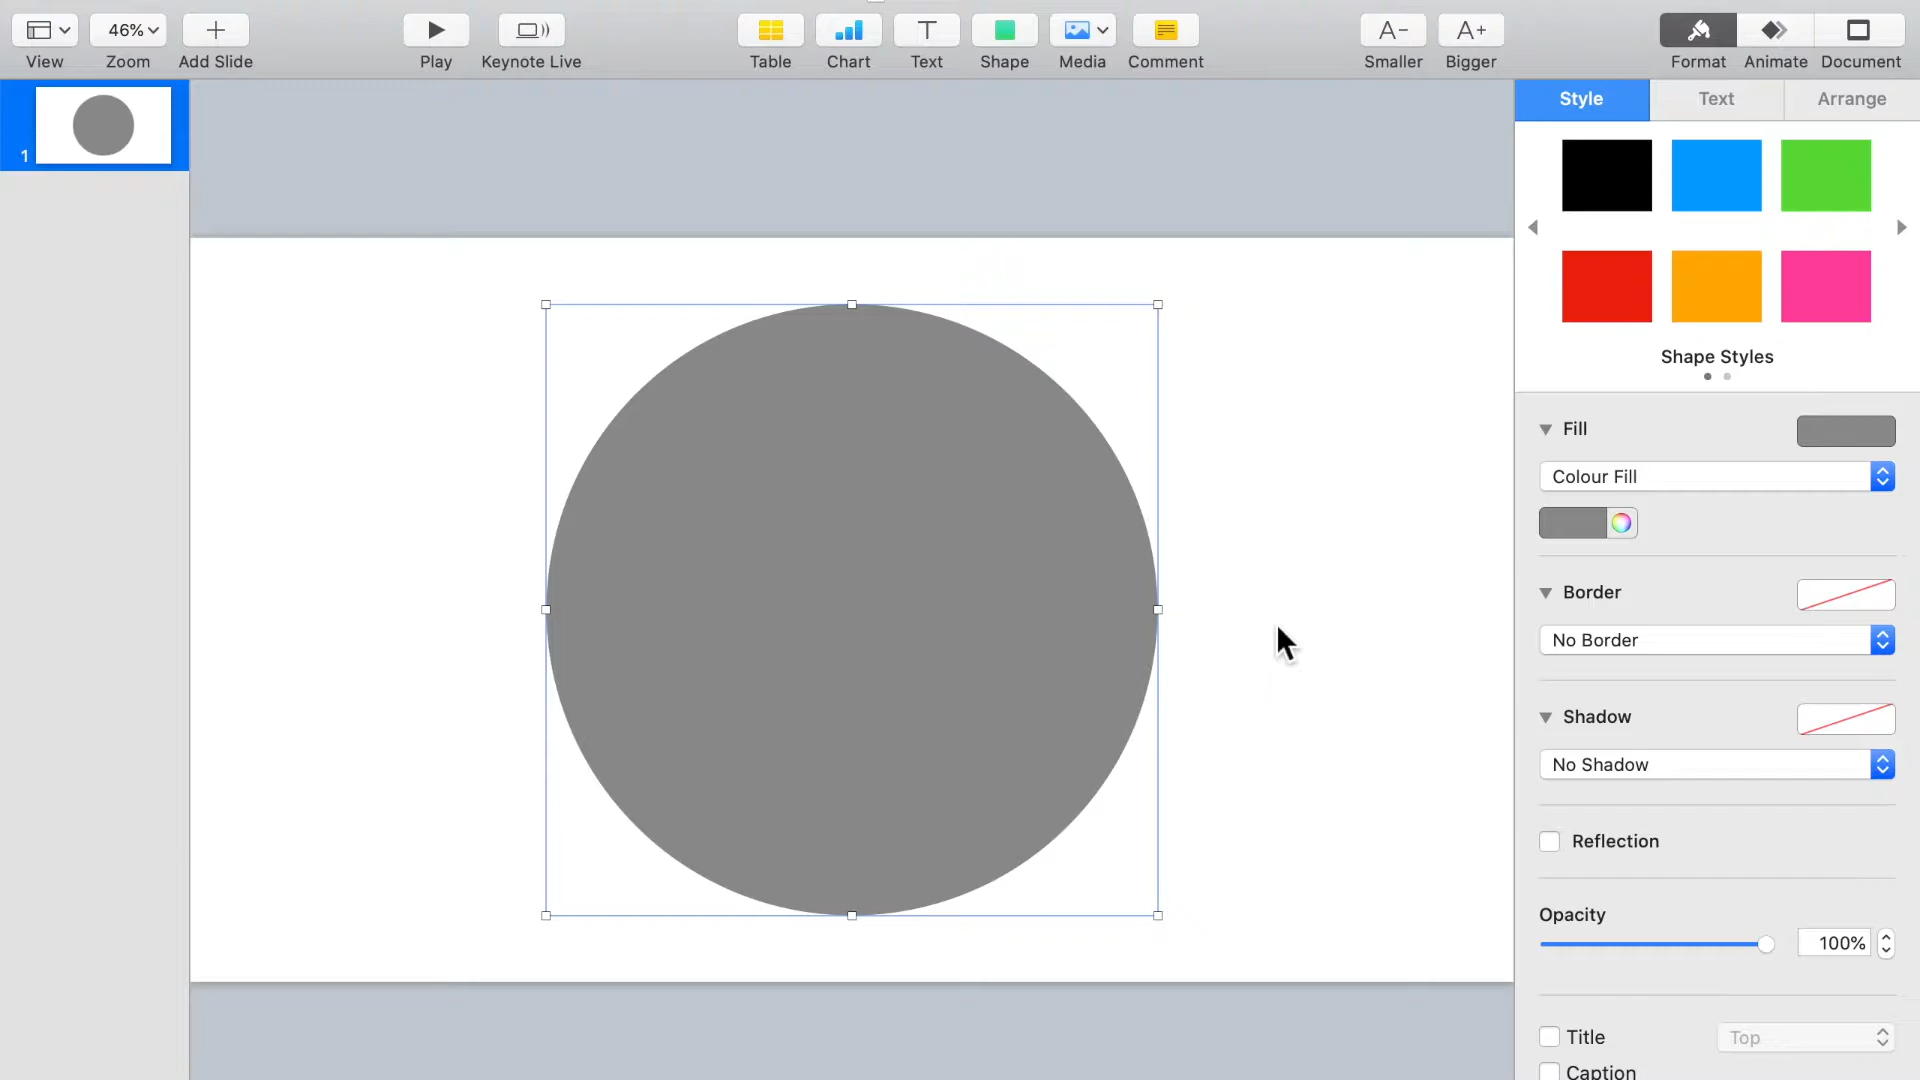 46%
View
Zoom
Add Slide
Play
Keynote Live
Table
Chart
Text
Shape
Media
Comment
A-
Smaller
A+
Bigger
Format
Animate
Document
1
Style
Text
Arrange
Shape Styles
Fill
Colour Fill
Border
No Border
Shadow
No Shadow
Reflection
Opacity
100%
Title
Top
Caption